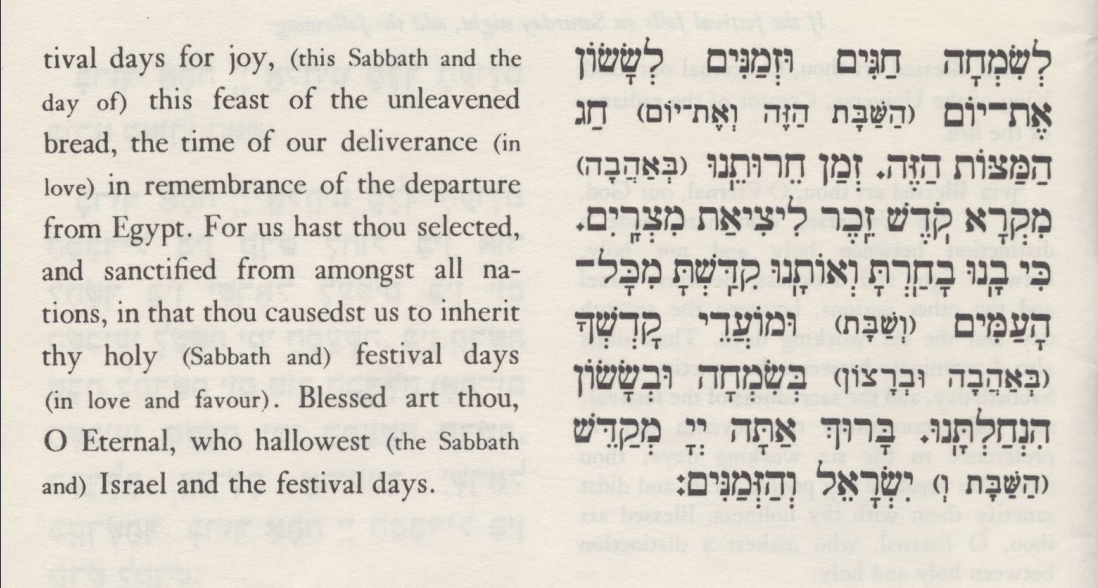 tival days for joy, (this Sabbath and the
day of) this feast of the unleavened
bread, the time of our deliverance (in
love) in remembrance of the departure
from Egypt. For us hast thou selected,
and sanctified from amongst all na-
tions, in that thou causedst us to inherit
thy holy (Sabbath and) festival days
(in love and favour). Blessed art thou,
O Eternal, who hallowest (the Sabbath
and) Israel and the festival days.
לְשִׂמְחָה חַגִּים וּזְמַנִּים לְשָׂשׂוֹן
אֶת־יוֹם (הַשַּׁבָּת הַזֶּה וְאֶת־יוֹם) חַג
הַמַּצּוֹת הַזֶּה. זְמַן חֵרוּתֵנוּ (בְּאַהֲבָה)
מִקְרָא קֹדֶשׁ זֵכֶר לִיצִיאַת מִצְרָיִם.
כִּי בָנוּ בָחַרְתָּ וְאוֹתָנוּ קִדַּשְׁתָּ מִכָּל־
הָעַמִּים (וְשַׁבָּת) וּמוֹעֲדֵי קָדְשֶׁךָ
(בְּאַהֲבָה וּבְרָצוֹן) בְּשִׂמְחָה וּבְשָׂשׂוֹן
הִנְחַלְתָּנוּ. בָּרוּךְ אַתָּה יְיָ מְקַדֵּשׁ
(הַשַּׁבָּת וְ) יִשְׂרָאֵל וְהַזְּמַנִּים: